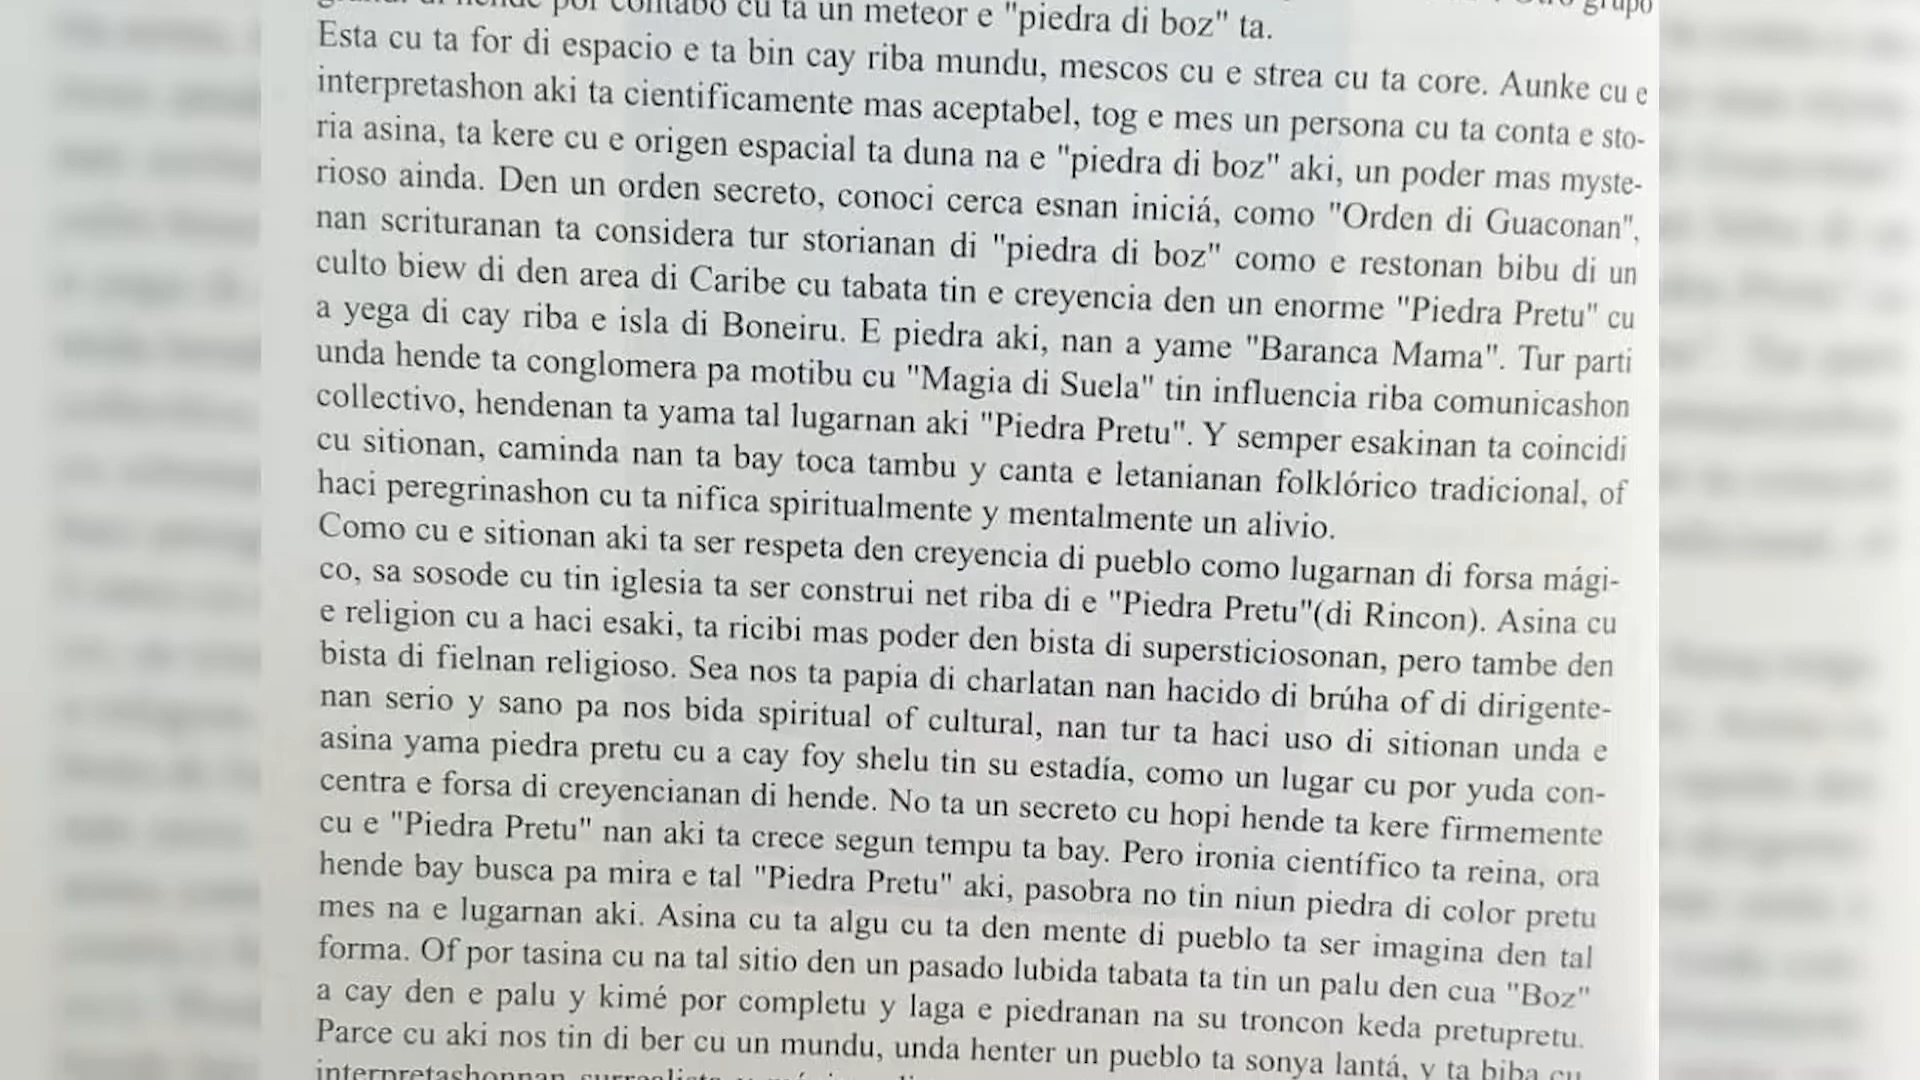 grupo
por contabo cu ta un meteor e "piedra di boz" ta.
Esta cu ta for di espacio e ta bin cay riba mundu, mescos cu e strea cu ta core. Aunke cu e
interpretashon aki ta cientificamente mas aceptabel, tog e mes un persona cu ta conta e sto-
ria asina, ta kere cu e origen espacial ta duna na e "piedra di boz" aki, un poder mas myste-
rioso ainda. Den un orden secreto, conoci cerca esnan iniciá, como "Orden di Guaconan",
nan scrituranan ta considera tur storianan di "piedra di boz" como e restonan bibu di un
culto biew di den area di Caribe cu tabata tin e creyencia den un enorme "Piedra Pretu" cu
a yega di cay riba e isla di Boneiru. E piedra aki, nan a yame "Baranca Mama". Tur parti
unda hende ta conglomera pa motibu cu "Magia di Suela" tin influencia riba comunicashon
collectivo, hendenan ta yama tal lugarnan aki "Piedra Pretu". Y semper esakinan ta coincidi
cu sitionan, caminda nan ta bay toca tambu y canta e letanianan folklórico tradicional, of
haci peregrinashon cu ta nifica spiritualmente y mentalmente un alivio.
Como cu e sitionan aki ta ser respeta den creyencia di pueblo como lugarnan di forsa mági-
co, sa sosode cu tin iglesia ta ser construi net riba di e "Piedra Pretu"(di Rincon). Asina cu
e religion cu a haci esaki, ta ricibi mas poder den bista di supersticiosonan, pero tambe den
bista di fielnan religioso. Sea nos ta papia di charlatan nan hacido di brúha of di dirigente-
nan serio y sano pa nos bida spiritual of cultural, nan tur ta haci uso di sitionan unda e
asina yama piedra pretu cu a cay foy shelu tin su estadía, como un lugar cu por yuda con-
centra e forsa di creyencianan di hende. No ta un secreto cu hopi hende ta kere firmemente
cu e "Piedra Pretu" nan aki ta crece segun tempu ta bay. Pero ironia científico ta reina, ora
hende bay busca pa mira e tal "Piedra Pretu" aki, pasobra no tin niun piedra di color pretu
mes na e lugarnan aki. Asina cu ta algu cu ta den mente di pueblo ta ser imagina den tal
forma. Of por tasina cu na tal sitio den un pasado lubida tabata ta tin un palu den cua "Boz"
a cay den e palu y kimé por completu y laga e piedranan na su troncon keda pretupretu.
Parce cu aki nos tin di ber cu un mundu, unda henter un pueblo ta sonya lantá, y ta biba cu